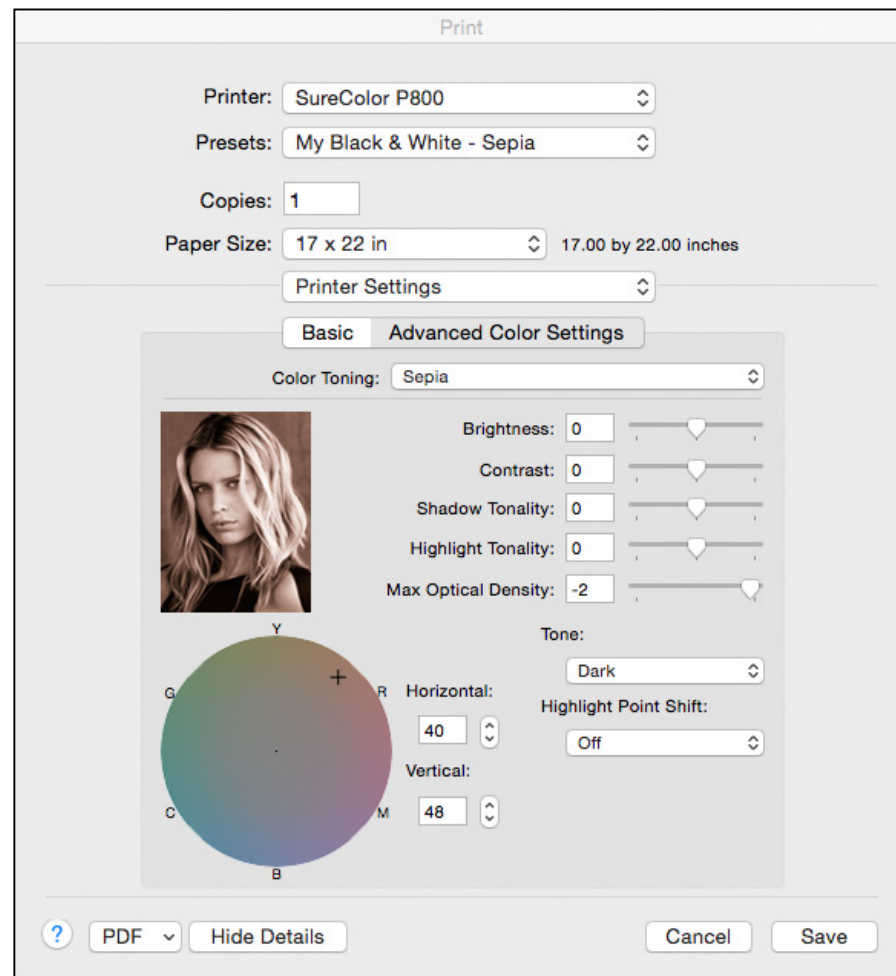 Print
Printer: SureColor P800
Presets: My Black & White - Sepia
Copies: 1
Paper Size: 17 x 22 in 17.00 by 22.00 inches
Printer Settings
Basic Advanced Color Settings
Color Toning: Sepia
Brightness: 0
Contrast: 0
Shadow Tonality: 0
Highlight Tonality: 0
Max Optical Density: -2
Y
G
R
C
M
B
Horizontal:
40
Vertical:
48
Tone:
Dark
Highlight Point Shift:
Off
? PDF Hide Details Cancel Save